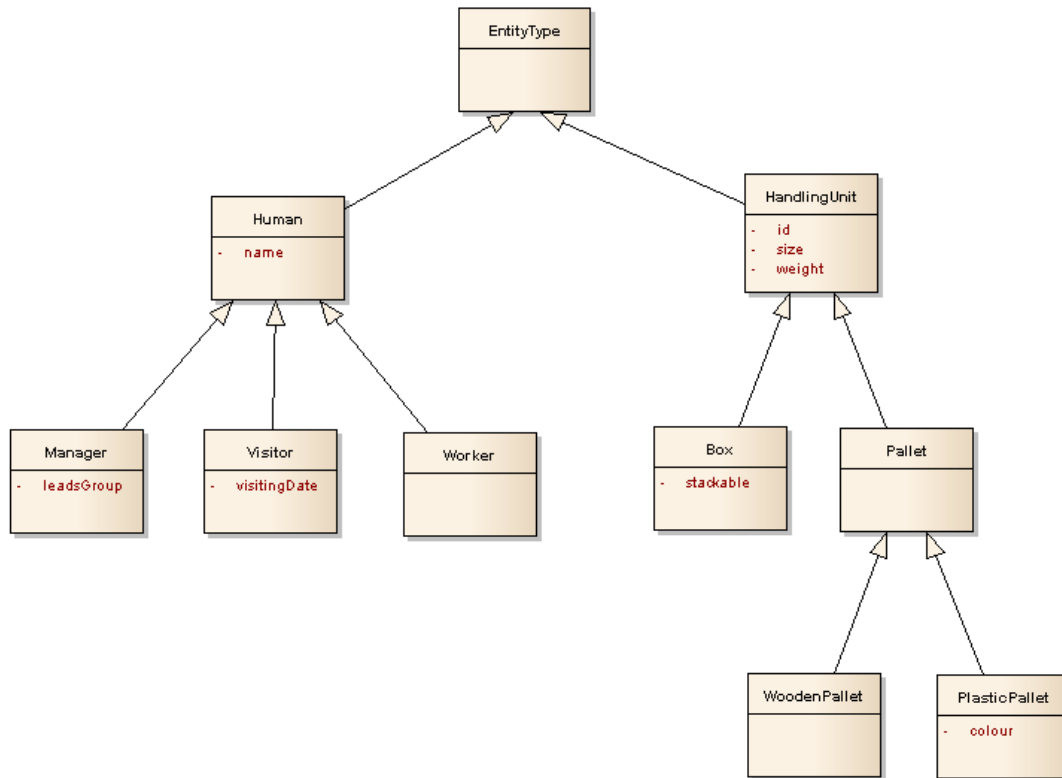 EntityType
Human
- name
HandlingUnit
- id
- size
- weight
Manager
- leadsGroup
Visitor
- visitingDate
Worker
Box
- stackable
Pallet
WoodenPallet
PlasticPallet
- colour